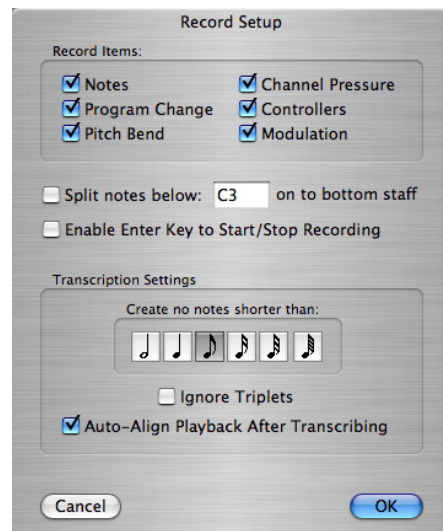 Record Setup
Record Items:
Notes
Channel Pressure
Program Change
Controllers
Pitch Bend
Modulation
Split notes below: C3 on to bottom staff
Enable Enter Key to Start/Stop Recording
Transcription Settings
Create no notes shorter than:
Ignore Triplets
Auto-Align Playback After Transcribing
Cancel
OK